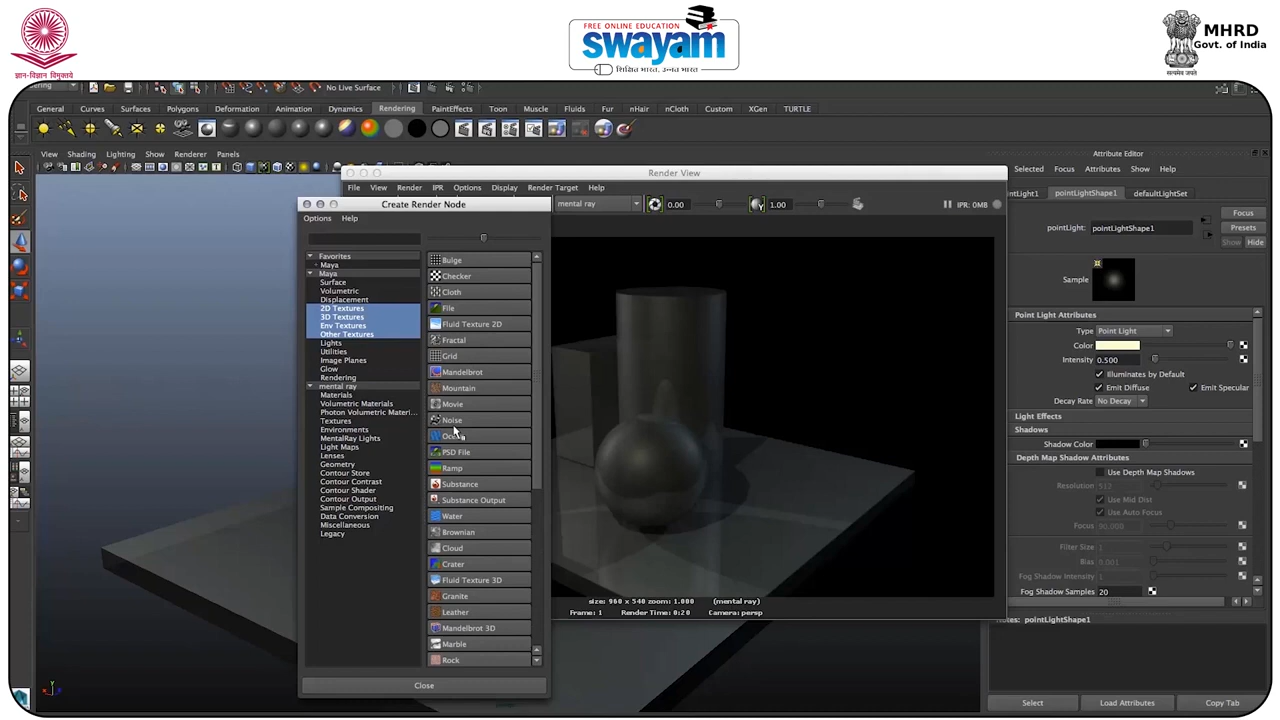 FREE ONLINE EDUCATION
swayam
शिक्षित भारत, उन्नत भारत
MHRD
Govt. of India
No Live Surface
General Curves Surfaces Polygons Deformation Animation Dynamics Rendering PaintEffects Toon Muscle Fluids Fur nHair nCloth Custom XGen TURTLE
View Shading Lighting Show Renderer Panels
Render View
File View Render IPR Options Display Render Target Help
mental ray 0.00 1.00 IPR: 0MB
Create Render Node
Options Help
Favorites
Maya
Maya
Surface
Volumetric
Displacement
2D Textures
3D Textures
Env Textures
Other Textures
Lights
Utilities
Image Planes
Glow
Rendering
mental ray
Materials
Volumetric Materials
Photon Volumetric Materi...
Textures
Environments
MentalRay Lights
Light Maps
Lenses
Geometry
Contour Store
Contour Contrast
Contour Shader
Contour Output
Sample Compositing
Data Conversion
Miscellaneous
Legacy
Bulge
Checker
Cloth
File
Fluid Texture 2D
Fractal
Grid
Mandelbrot
Mountain
Movie
Noise
PSD File
Ramp
Substance
Substance Output
Water
Brownian
Cloud
Crater
Fluid Texture 3D
Granite
Leather
Mandelbrot 3D
Marble
Rock
Close
size: 960 x 540 zoom: 1.000 (mental ray)
Frame: 1 Render Time: 0:20 Camera: persp
Attribute Editor
Selected Focus Attributes Show Help
pointLightShape1 defaultLightSet
Focus
pointLight: pointLightShape1 Presets
Show Hide
Sample
Point Light Attributes
Type Point Light
Color
Intensity 0.500
Illuminates by Default
Emit Diffuse Emit Specular
Decay Rate No Decay
Light Effects
Shadows
Shadow Color
Depth Map Shadow Attributes
Use Depth Map Shadows
Resolution 512
Use Mid Dist
Use Auto Focus
Focus 90.000
Filter Size 1
Bias 0.001
Fog Shadow Intensity 1
Fog Shadow Samples 20
Notes: pointLightShape1
Select Load Attributes Copy Tab